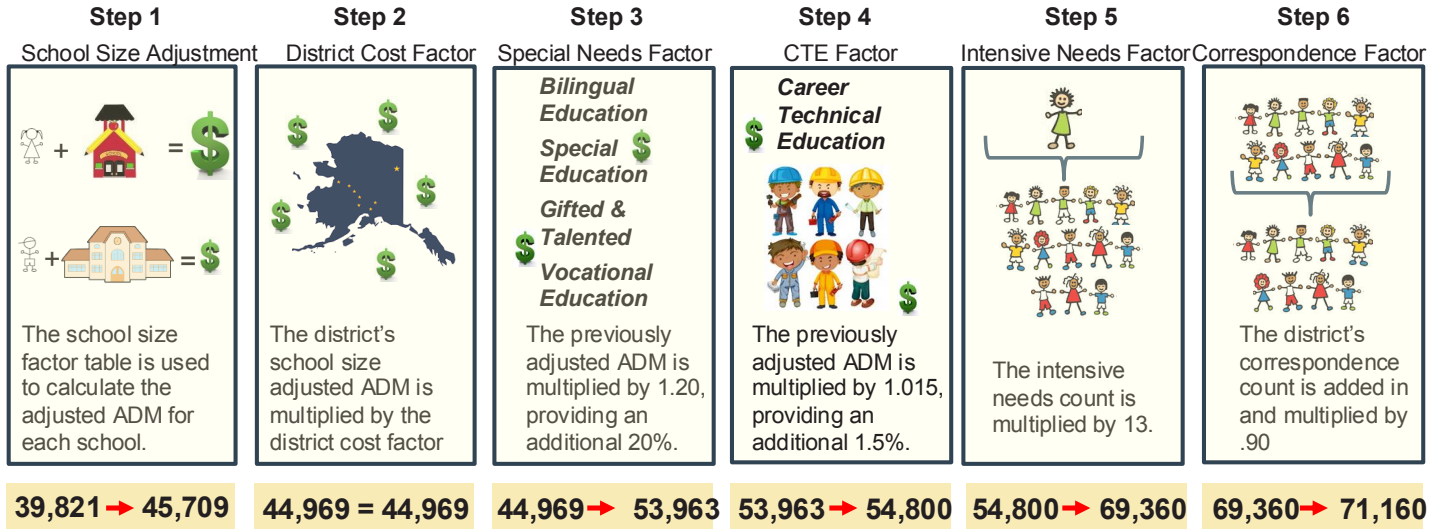 Step 1
School Size Adjustment
The school size
factor table is used
to calculate the
adjusted ADM for
each school.
39,821 45,709
Step 2
District Cost Factor
The district’s
school size
adjusted ADM is
multiplied by the
district cost factor
44,969 = 44,969
Step 3
Special Needs Factor
Bilingual
Education
Special
Education
Gifted &
Talented
Vocational
Education
The previously
adjusted ADM is
multiplied by 1.20,
providing an
additional 20%.
44,969 53,963
Step 4
CTE Factor
Career
Technical
Education
The previously
adjusted ADM is
multiplied by 1.015,
providing an
additional 1.5%.
53,963 54,800
Step 5
Intensive Needs Factor
The intensive
needs count is
multiplied by 13.
54,800 69,360
Step 6
Correspondence Factor
The district’s
correspondence
count is added in
and multiplied by
.90
69,360 71,160